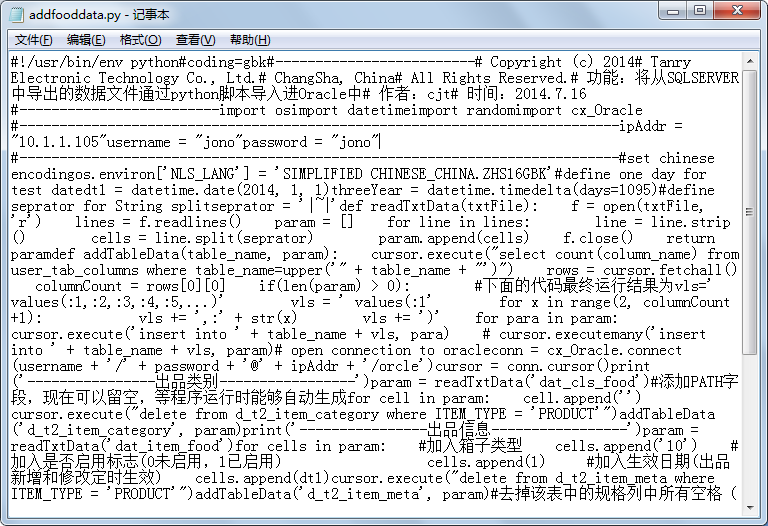 addfooddata.py - 记事本
文件(F) 编辑(E) 格式(O) 查看(V) 帮助(H)
#!/usr/bin/env python#coding=gbk#-------------------------# Copyright (c) 2014# Tanry
Electronic Technology Co., Ltd.# ChangSha, China# All Rights Reserved.# 功能：将从SQLSERVER
中导出的数据文件通过python脚本导入进Oracle中# 作者：cjt# 时间：2014.7.16
#-------------------------import osimport datetimeimport randomimport cx_Oracle
#---------------------------------------------------------------------------ipAddr =
"10.1.1.105"username = "jono"password = "jono"
#---------------------------------------------------------------------------#set chinese
encodingos.environ['NLS_LANG'] = 'SIMPLIFIED CHINESE_CHINA.ZHS16GBK'#define one day for
test datedt1 = datetime.date(2014, 1, 1)threeYear = datetime.timedelta(days=1095)#define
seprator for String splitseprator = '|~|'def readTxtData(txtFile):    f = open(txtFile,
'r')    lines = f.readlines()    param = []    for line in lines:        line = line.strip
()        cells = line.split(seprator)        param.append(cells)    f.close()    return
paramdef addTableData(table_name, param):    cursor.execute("select count(column_name) from
user_tab_columns where table_name=upper('" + table_name + "')")    rows = cursor.fetchall()
columnCount = rows[0][0]    if(len(param) > 0):        #下面的代码最终运行结果为vls='
values(:1,:2,:3,:4,:5,...)'        vls = ' values(:1'        for x in range(2, columnCount
+1):        vls += ',:' + str(x)        vls += ')'    for para in param:
cursor.execute('insert into ' + table_name + vls, para)    # cursor.executemany('insert
into ' + table_name + vls, param)# open connection to oracleconn = cx_Oracle.connect
(username + '/' + password + '@' + ipAddr + '/orcle')cursor = conn.cursor()print
('----------------出品类别-----------------')param = readTxtData('dat_cls_food')#添加PATH字
段，现在可以留空，等程序运行时能够自动生成for cell in param:    cell.append('')
cursor.execute("delete from d_t2_item_category where ITEM_TYPE = 'PRODUCT'")addTableData
('d_t2_item_category', param)print('----------------出品信息-----------------')param =
readTxtData('dat_item_food')for cells in param:    #加入箱子类型    cells.append('10')    #
加入是否启用标志(0未启用，1已启用)                cells.append(1)    #加入生效日期(出品
新增和修改定时生效)    cells.append(dt1)cursor.execute("delete from d_t2_item_meta where
ITEM_TYPE = 'PRODUCT'")addTableData('d_t2_item_meta', param)#去掉该表中的规格列中所有空格（